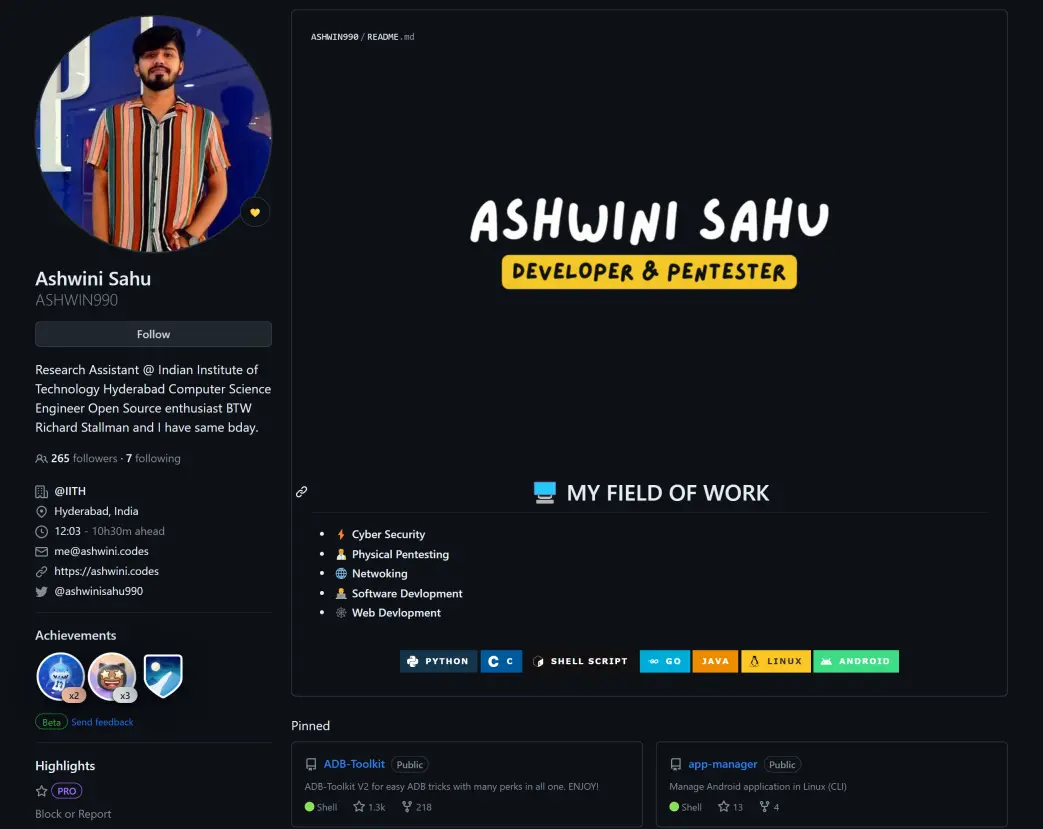 Ashwini Sahu
ASHWIN990
Follow
Research Assistant @ Indian Institute of
Technology Hyderabad Computer Science
Engineer Open Source enthusiast BTW
Richard Stallman and I have same bday.
265 followers · 7 following
@IITH
Hyderabad, India
12:03 - 10h30m ahead
me@ashwini.codes
https://ashwini.codes
@ashwinisahu990
Achievements
x2 x3
Beta Send feedback
Highlights
PRO
Block or Report
ASHWIN990 / README.md
ASHWINI SAHU
DEVELOPER & PENTESTER
MY FIELD OF WORK
Cyber Security
Physical Pentesting
Netwoking
Software Devlopment
Web Devlopment
PYTHON C C SHELL SCRIPT GO GO JAVA LINUX ANDROID
Pinned
ADB-Toolkit Public
ADB-Toolkit V2 for easy ADB tricks with many perks in all one. ENJOY!
Shell 1.3k 218
app-manager Public
Manage Android application in Linux (CLI)
Shell 13 4